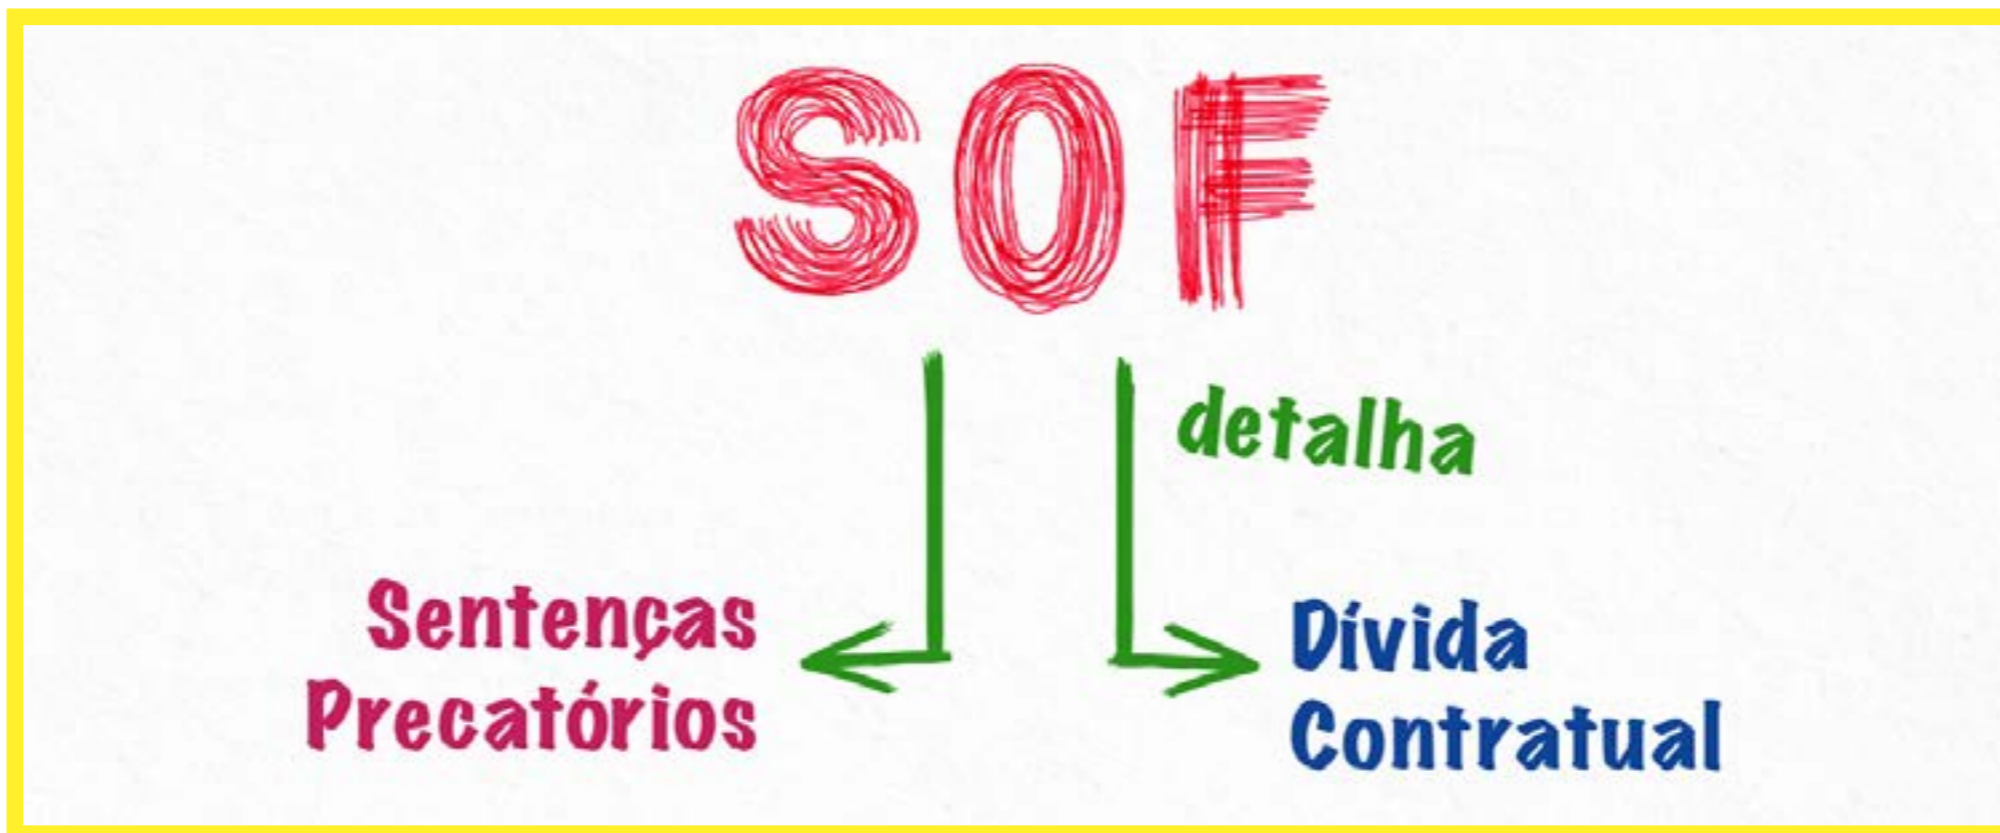 SOF
detalha
Sentenças
Precatórios
Dívida
Contratual